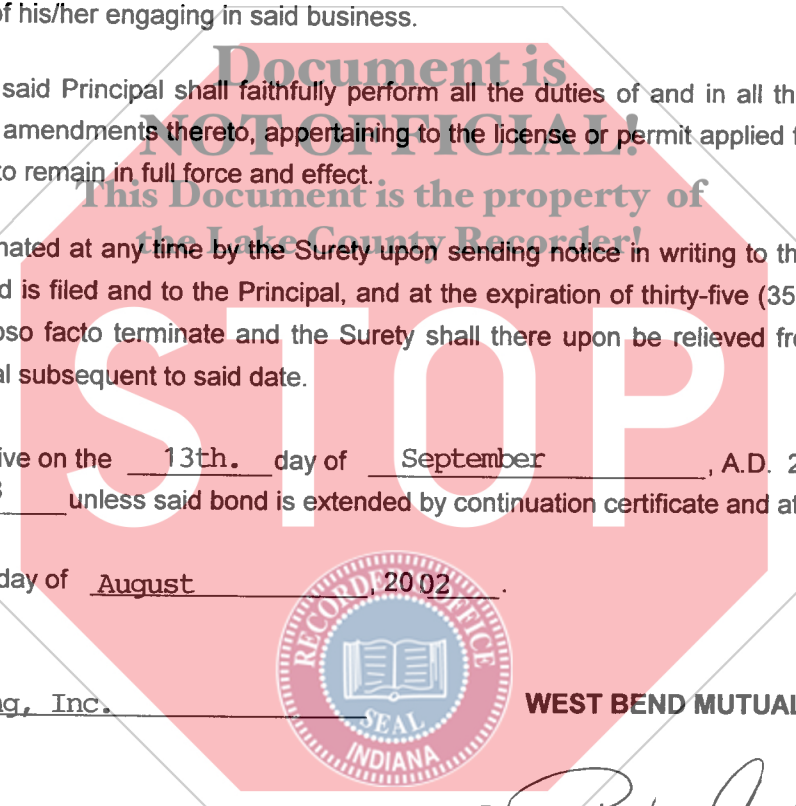 of his/her engaging in said business.
Document is
said Principal shall faithfully perform all the duties of and in all th
NOT OFFICIAL!
amendments thereto, appertaining to the license or permit applied f
to remain in full force and effect.
This Document is the property of
the Lake County Recorder!
nated at any time by the Surety upon sending notice in writing to th
d is filed and to the Principal, and at the expiration of thirty-five (35
pso facto terminate and the Surety shall there upon be relieved fr
al subsequent to said date.
STOP
ive on the 13th. day of September, A.D. 2
3 unless said bond is extended by continuation certificate and af
day of August, 2002.
RECORDER'S OFFICE
SEAL
INDIANA
ng, Inc.
WEST BEND MUTUAL